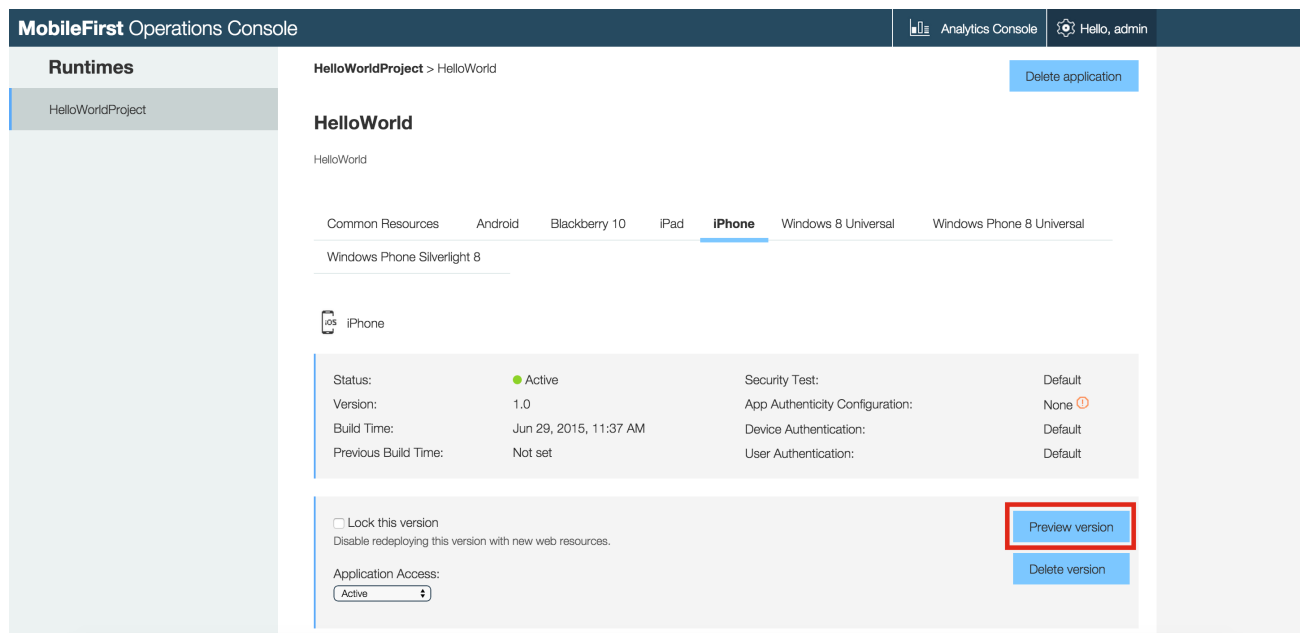 MobileFirst Operations Console
Analytics Console
Hello, admin
Runtimes
HelloWorldProject
HelloWorldProject > HelloWorld
Delete application
HelloWorld
HelloWorld
Common Resources Android Blackberry 10 iPad iPhone Windows 8 Universal Windows Phone 8 Universal
Windows Phone Silverlight 8
iOS iPhone
Status: Active Security Test: Default
Version: 1.0 App Authenticity Configuration: None
Build Time: Jun 29, 2015, 11:37 AM Device Authentication: Default
Previous Build Time: Not set User Authentication: Default
Lock this version
Preview version
Disable redeploying this version with new web resources.
Delete version
Application Access:
Active